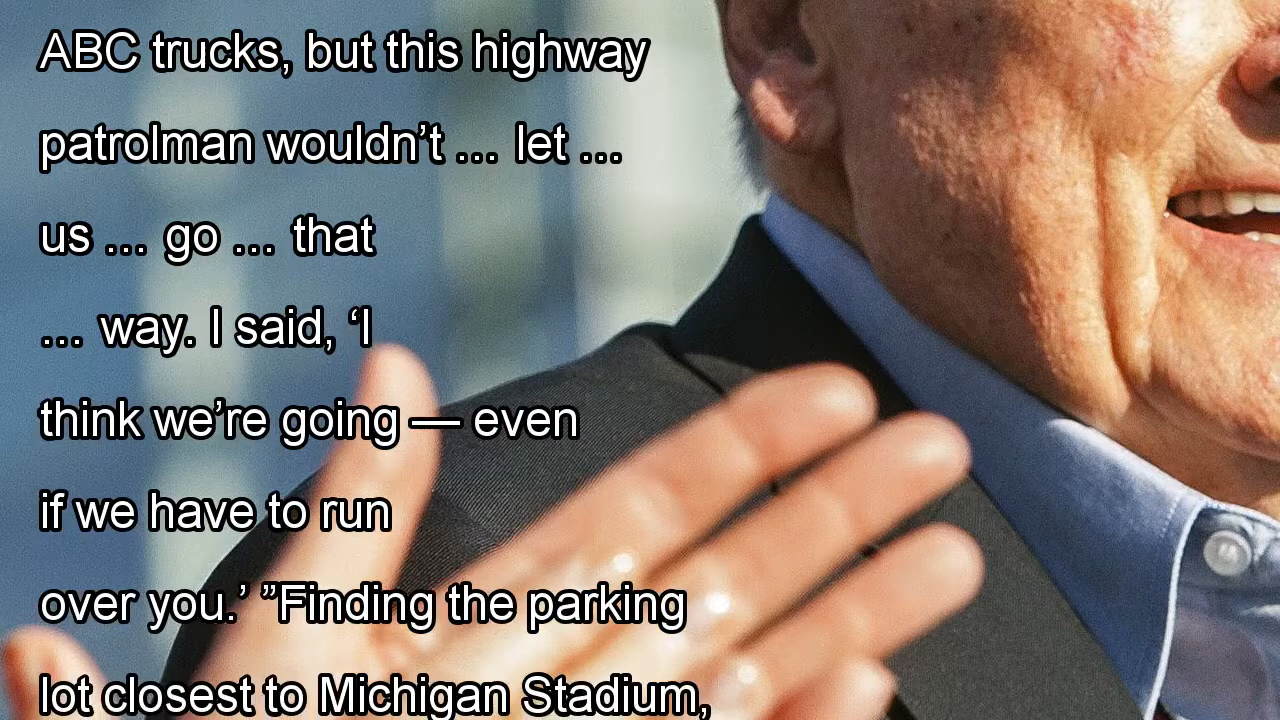 ABC trucks, but this highway
patrolman wouldn’t ... let ...
us ... go ... that
... way. I said, ‘I
think we’re going — even
if we have to run
over you.’ ”Finding the parking
lot closest to Michigan Stadium,